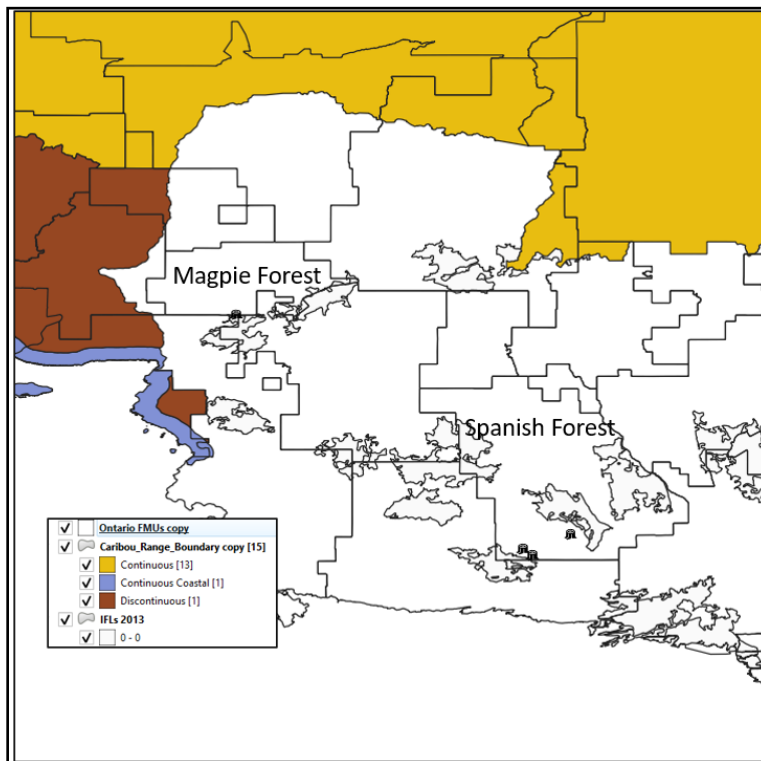 Magpie Forest
Spanish Forest
Ontario FMUs copy
Caribou_Range_Boundary copy [15]
Continuous [13]
Continuous Coastal [1]
Discontinuous [1]
IFLs 2013
0 - 0